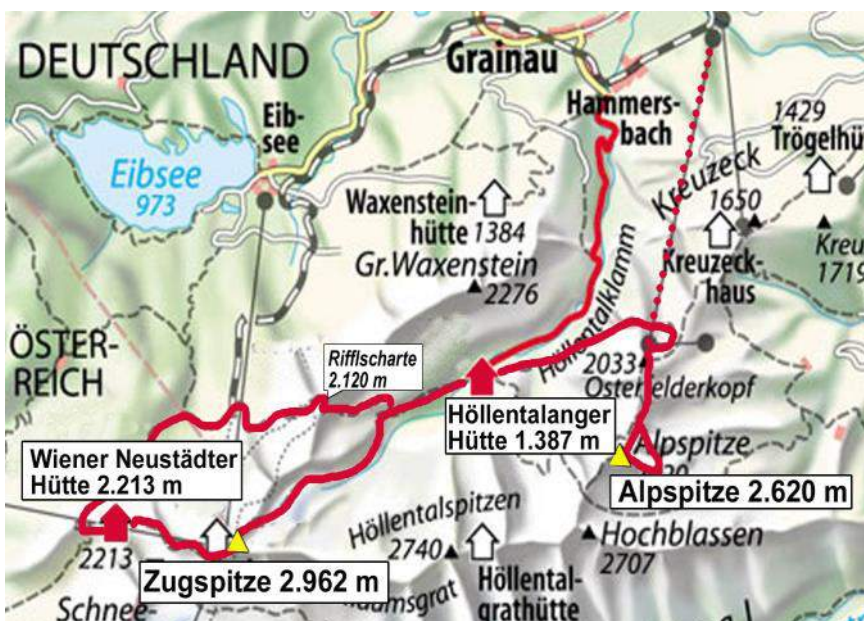 DEUTSCHLAND
Grainau
Hammers-
bach
Eib-
see
Eibsee
973
1429
Trögelhü
Kreuzeck
1650
Waxenstein-
hütte 1384
Gr.Waxenstein
2276
Kreuzeck-
haus
Kreu
1719
Höllentalklamm
ÖSTER-
REICH
Rifflscharte
2.120 m
2033
Osterfelderkopf
Höllentalanger
Hütte 1.387 m
Wiener Neustädter
Hütte 2.213 m
Alpspitze
Alpspitze 2.620 m
Höllentalspitzen
2740
Hochblassen
2707
2213
Zugspitze 2.962 m
Höllental-
grathütte
Schnee-